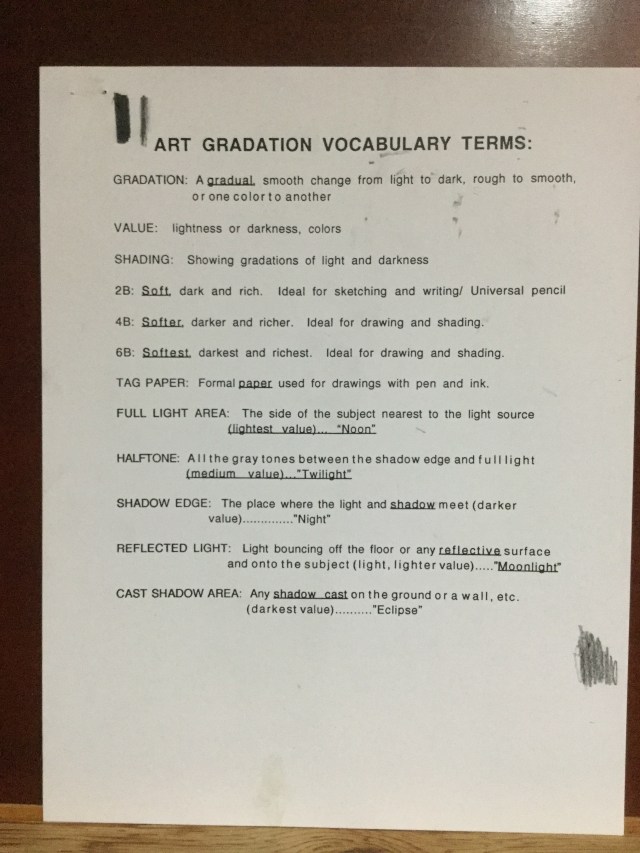 ART GRADATION VOCABULARY TERMS:
GRADATION: A gradual, smooth change from light to dark, rough to smooth,
or one color to another
VALUE: lightness or darkness, colors
SHADING: Showing gradations of light and darkness
2B: Soft, dark and rich. Ideal for sketching and writing/ Universal pencil
4B: Softer, darker and richer. Ideal for drawing and shading.
6B: Softest, darkest and richest. Ideal for drawing and shading.
TAG PAPER: Formal paper used for drawings with pen and ink.
FULL LIGHT AREA: The side of the subject nearest to the light source
(lightest value)... "Noon"
HALFTONE: All the gray tones between the shadow edge and full light
(medium value)..."Twilight"
SHADOW EDGE: The place where the light and shadow meet (darker
value)..............."Night"
REFLECTED LIGHT: Light bouncing off the floor or any reflective surface
and onto the subject (light, lighter value)....."Moonlight"
CAST SHADOW AREA: Any shadow cast on the ground or a wall, etc.
(darkest value).........."Eclipse"